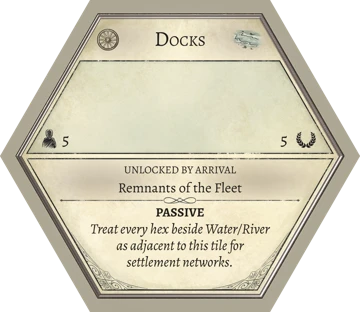 Docks
5 5
UNLOCKED BY ARRIVAL
Remnants of the Fleet
PASSIVE
Treat every hex beside Water/River
as adjacent to this tile for
settlement networks.